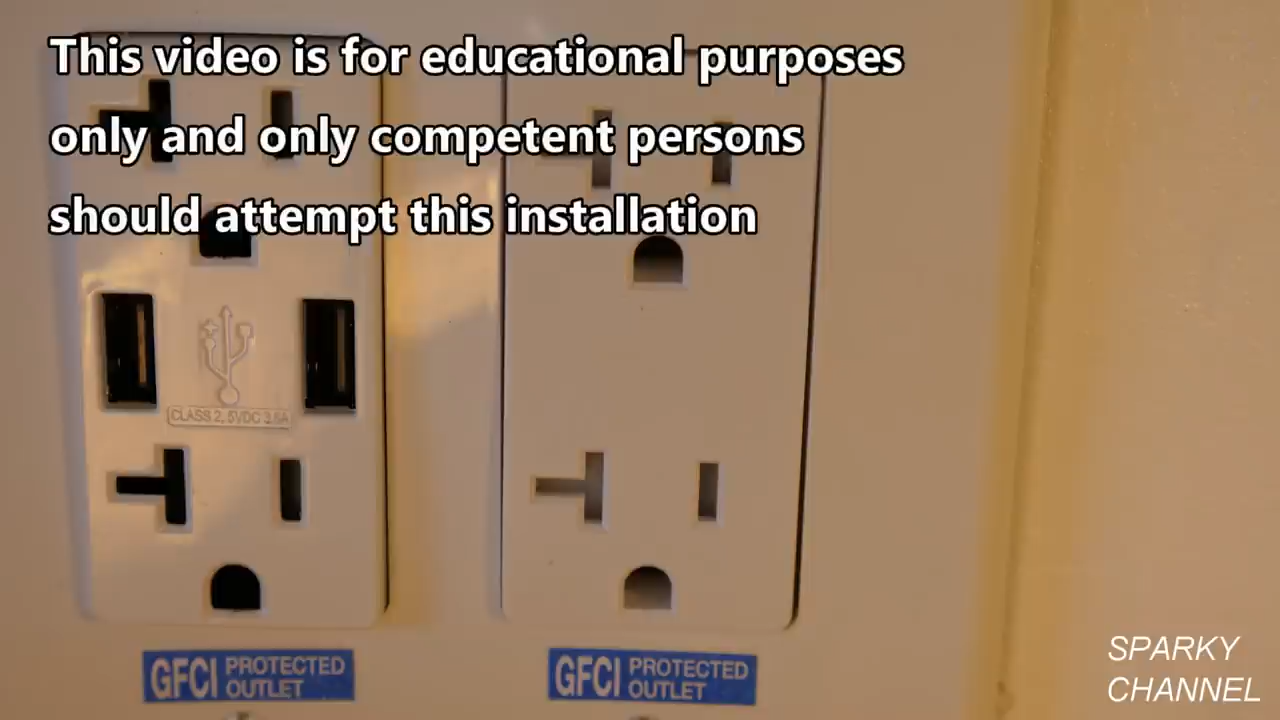 This video is for educational purposes
only and only competent persons
should attempt this installation
CLASS 2, 5VDC 3.6A
GFCI PROTECTED OUTLET
GFCI PROTECTED OUTLET
SPARKY
CHANNEL